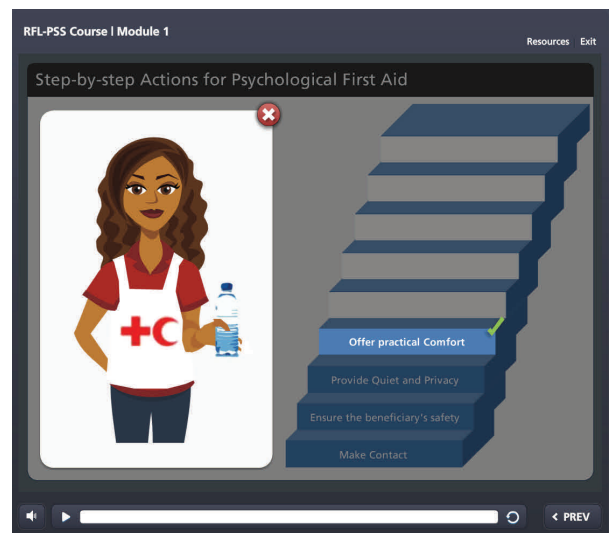 RFL-PSS Course I Module 1
Resources Exit
Step-by-step Actions for Psychological First Aid
Offer practical Comfort
Provide Quiet and Privacy
Ensure the beneficiary's safety
Make Contact
< PREV